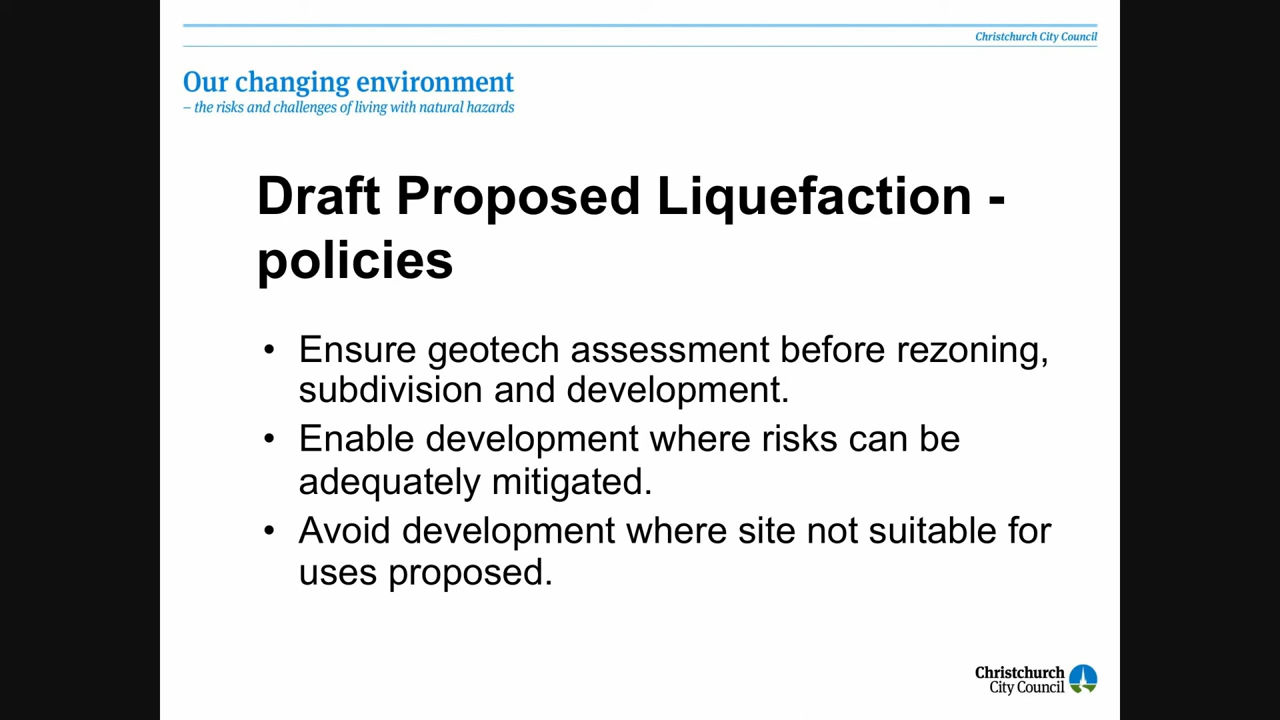 Christchurch City Council
Our changing environment
– the risks and challenges of living with natural hazards
Draft Proposed Liquefaction -
policies
• Ensure geotech assessment before rezoning,
subdivision and development.
• Enable development where risks can be
adequately mitigated.
• Avoid development where site not suitable for
uses proposed.
Christchurch
City Council